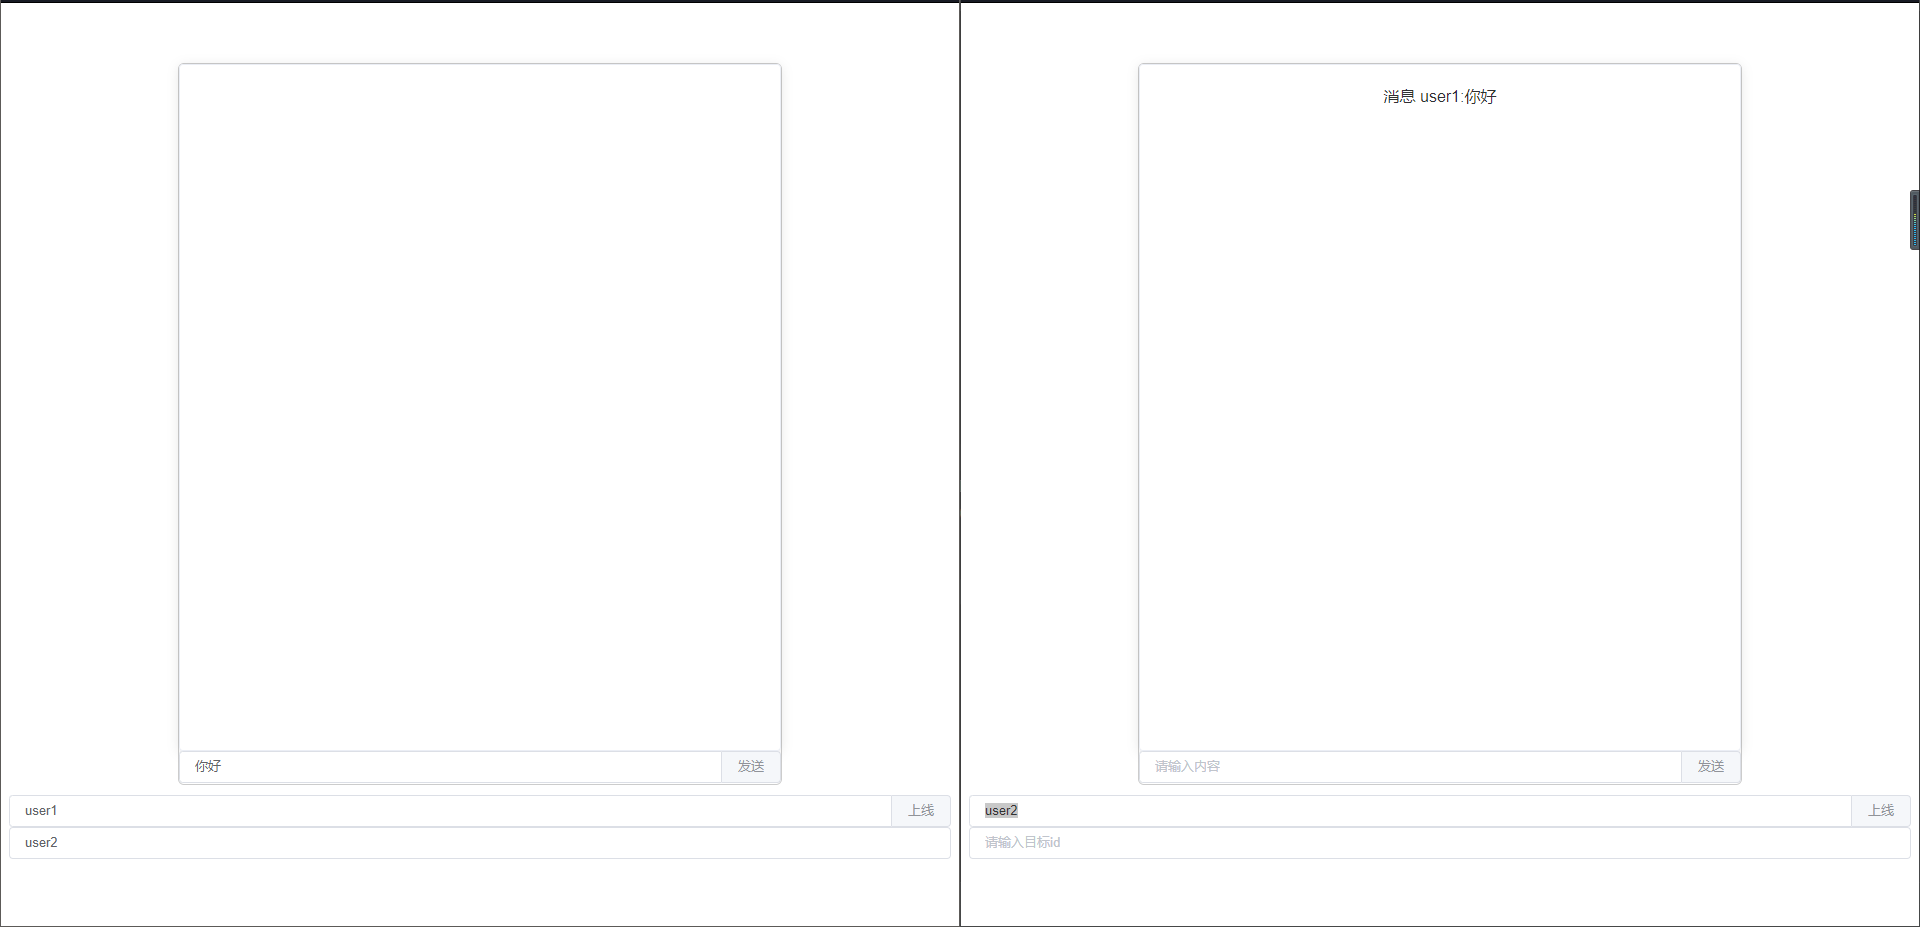 你好
发送
user1
上线
user2
消息 user1:你好
请输入内容
发送
user2
上线
请输入目标id